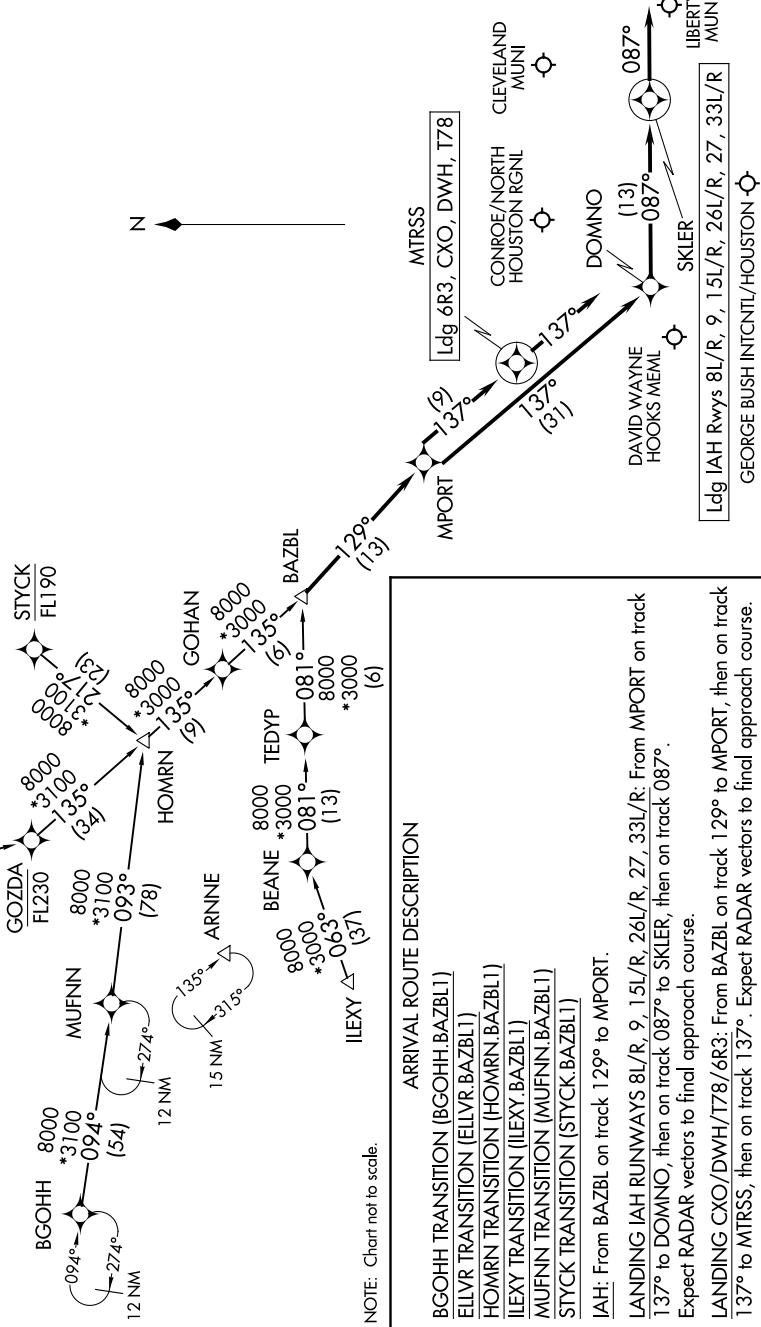 N
STYCK
FL190
8000
*3100
217°
(23)
GOZDA
FL230
8000
*3100
135°
(34)
HOMRN
8000
*3000
135°
(9)
GOHAN
8000
*3000
135°
(6)
BGOHH
8000
*3100
094°
(54)
094°
274°
12 NM
MUFNN
274°
12 NM
8000
*3100
093°
(78)
ARNNE
135°
315°
15 NM
ILEXY
8000
*3000
063°
(37)
BEANE
8000
*3000
081°
(13)
TEDYP
081°
8000
*3000
(6)
BAZBL
129°
(13)
MPORT
(9)
137°
MTRSS
Ldg 6R3, CXO, DWH, T78
137°
137°
(31)
CONROE/NORTH
HOUSTON RGNL
CLEVELAND
MUNI
DOMNO
(13)
087°
SKLER
087°
LIBERTY
MUNI
DAVID WAYNE
HOOKS MEML
Ldg IAH Rwys 8L/R, 9, 15L/R, 26L/R, 27, 33L/R
GEORGE BUSH INTCNTL/HOUSTON
NOTE: Chart not to scale.
ARRIVAL ROUTE DESCRIPTION
BGOHH TRANSITION (BGOHH.BAZBL1)
ELLVR TRANSITION (ELLVR.BAZBL1)
HOMRN TRANSITION (HOMRN.BAZBL1)
ILEXY TRANSITION (ILEXY.BAZBL1)
MUFNN TRANSITION (MUFNN.BAZBL1)
STYCK TRANSITION (STYCK.BAZBL1)
IAH: From BAZBL on track 129° to MPORT.
LANDING IAH RUNWAYS 8L/R, 9, 15L/R, 26L/R, 27, 33L/R: From MPORT on track
137° to DOMNO, then on track 087° to SKLER, then on track 087°.
Expect RADAR vectors to final approach course.
LANDING CXO/DWH/T78/6R3: From BAZBL on track 129° to MPORT, then on track
137° to MTRSS, then on track 137°. Expect RADAR vectors to final approach course.